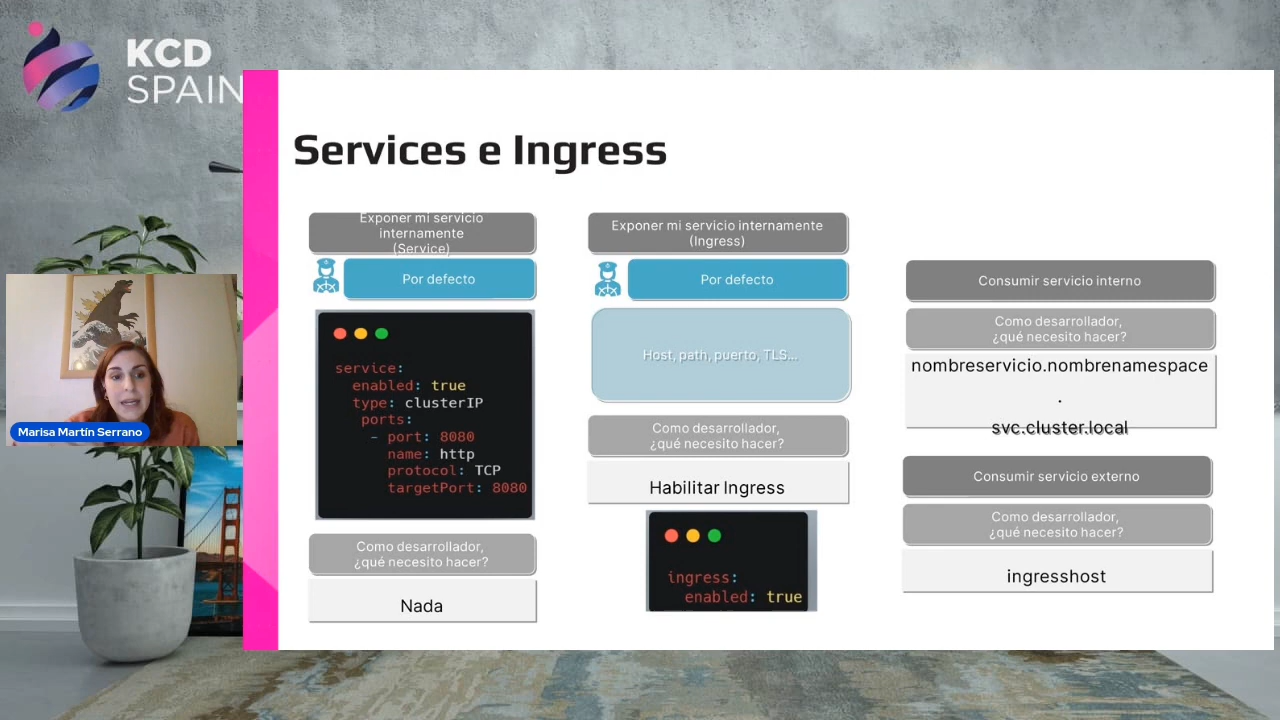 KCD
SPAIN
Services e Ingress
Exponer mi servicio
internamente
(Service)
Por defecto
service:
enabled: true
type: clusterIP
ports:
- port: 8080
name: http
protocol: TCP
targetPort: 8080
Como desarrollador,
¿qué necesito hacer?
Nada
Exponer mi servicio internamente
(Ingress)
Por defecto
Host, path, puerto, TLS...
Como desarrollador,
¿qué necesito hacer?
Habilitar Ingress
ingress:
enabled: true
Consumir servicio interno
Como desarrollador,
¿qué necesito hacer?
nombreservicio.nombrenamespace
.
svc.cluster.local
Consumir servicio externo
Como desarrollador,
¿qué necesito hacer?
ingresshost
Marisa Martín Serrano